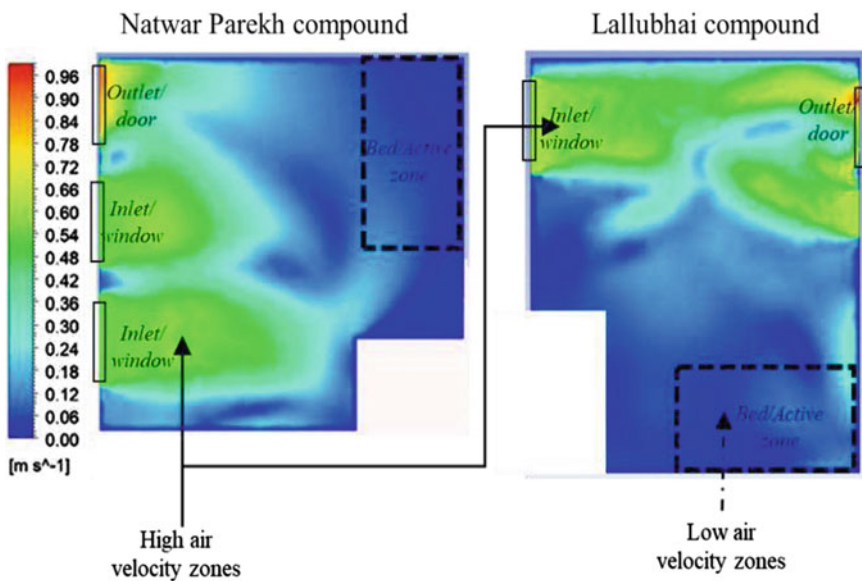 Natwar Parekh compound
Lallubhai compound
0.96
0.90
0.84
0.78
0.72
0.66
0.60
0.54
0.48
0.42
0.36
0.30
0.24
0.18
0.12
0.06
0.00
[m s^-1]
Outlet/
door
Inlet/
window
Inlet/
window
Bed/Active
zone
Inlet/
window
Outlet/
door
Bed/Active
zone
High air
velocity zones
Low air
velocity zones